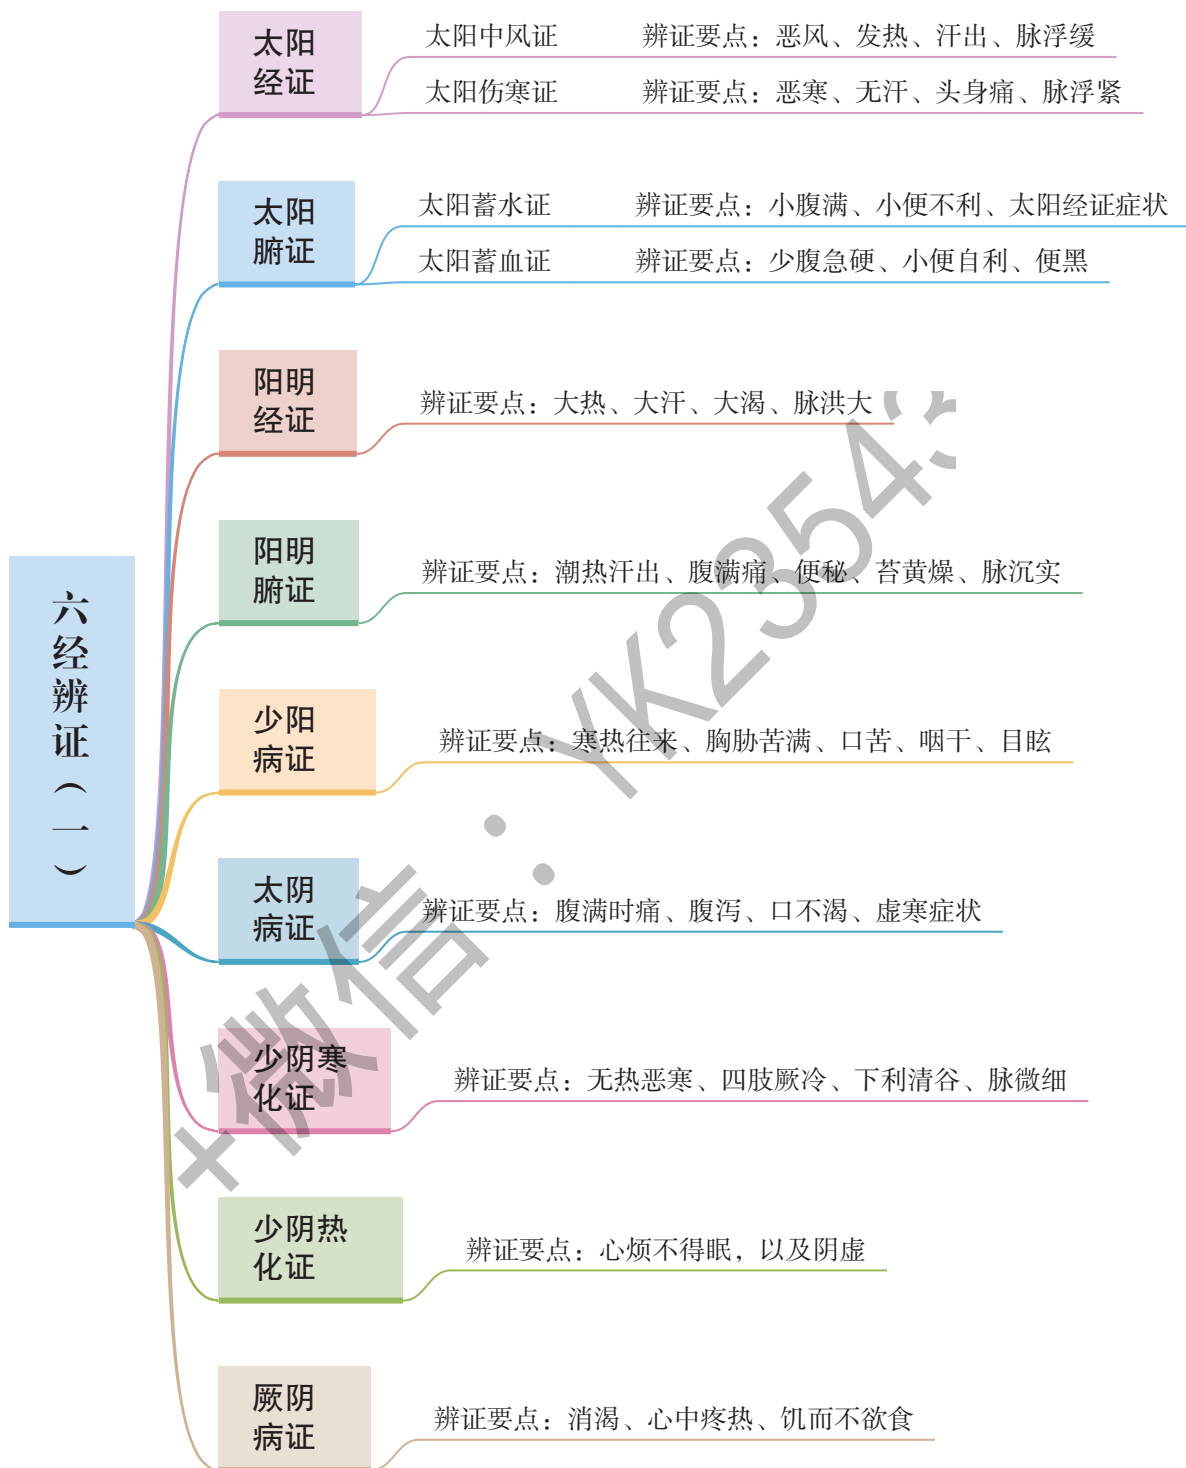 六经辨证（一）
太阳
经证
太阳中风证 辨证要点：恶风、发热、汗出、脉浮缓
太阳伤寒证 辨证要点：恶寒、无汗、头身痛、脉浮紧
太阳
腑证
太阳蓄水证 辨证要点：小腹满、小便不利、太阳经证症状
太阳蓄血证 辨证要点：少腹急硬、小便自利、便黑
阳明
经证
辨证要点：大热、大汗、大渴、脉洪大
阳明
腑证
辨证要点：潮热汗出、腹满痛、便秘、苔黄燥、脉沉实
少阳
病证
辨证要点：寒热往来、胸胁苦满、口苦、咽干、目眩
太阴
病证
辨证要点：腹满时痛、腹泻、口不渴、虚寒症状
少阴寒
化证
辨证要点：无热恶寒、四肢厥冷、下利清谷、脉微细
少阴热
化证
辨证要点：心烦不得眠，以及阴虚
厥阴
病证
辨证要点：消渴、心中疼热、饥而不欲食
+微信：YK2354